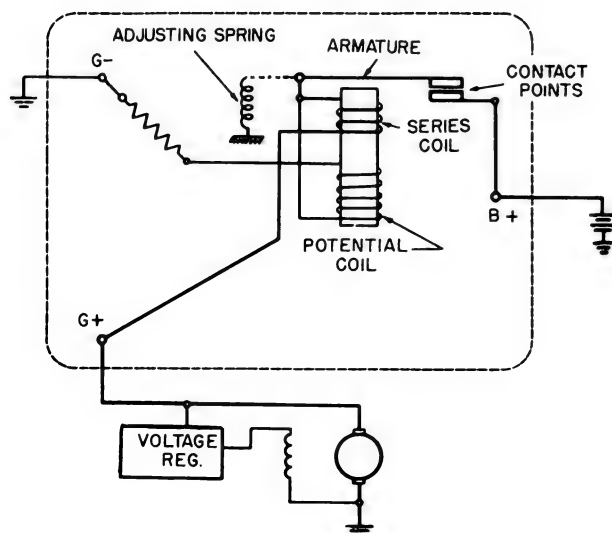 G-
ADJUSTING SPRING
ARMATURE
CONTACT
POINTS
SERIES
COIL
B+
POTENTIAL
COIL
G+
VOLTAGE
REG.